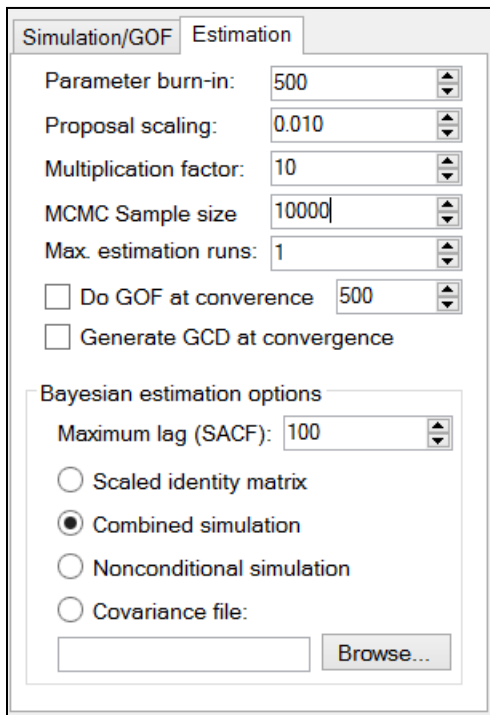 Simulation/GOF Estimation
Parameter burn-in: 500
Proposal scaling: 0.010
Multiplication factor: 10
MCMC Sample size 10000
Max. estimation runs: 1
Do GOF at converence 500
Generate GCD at convergence
Bayesian estimation options
Maximum lag (SACF): 100
Scaled identity matrix
Combined simulation
Nonconditional simulation
Covariance file:
Browse...